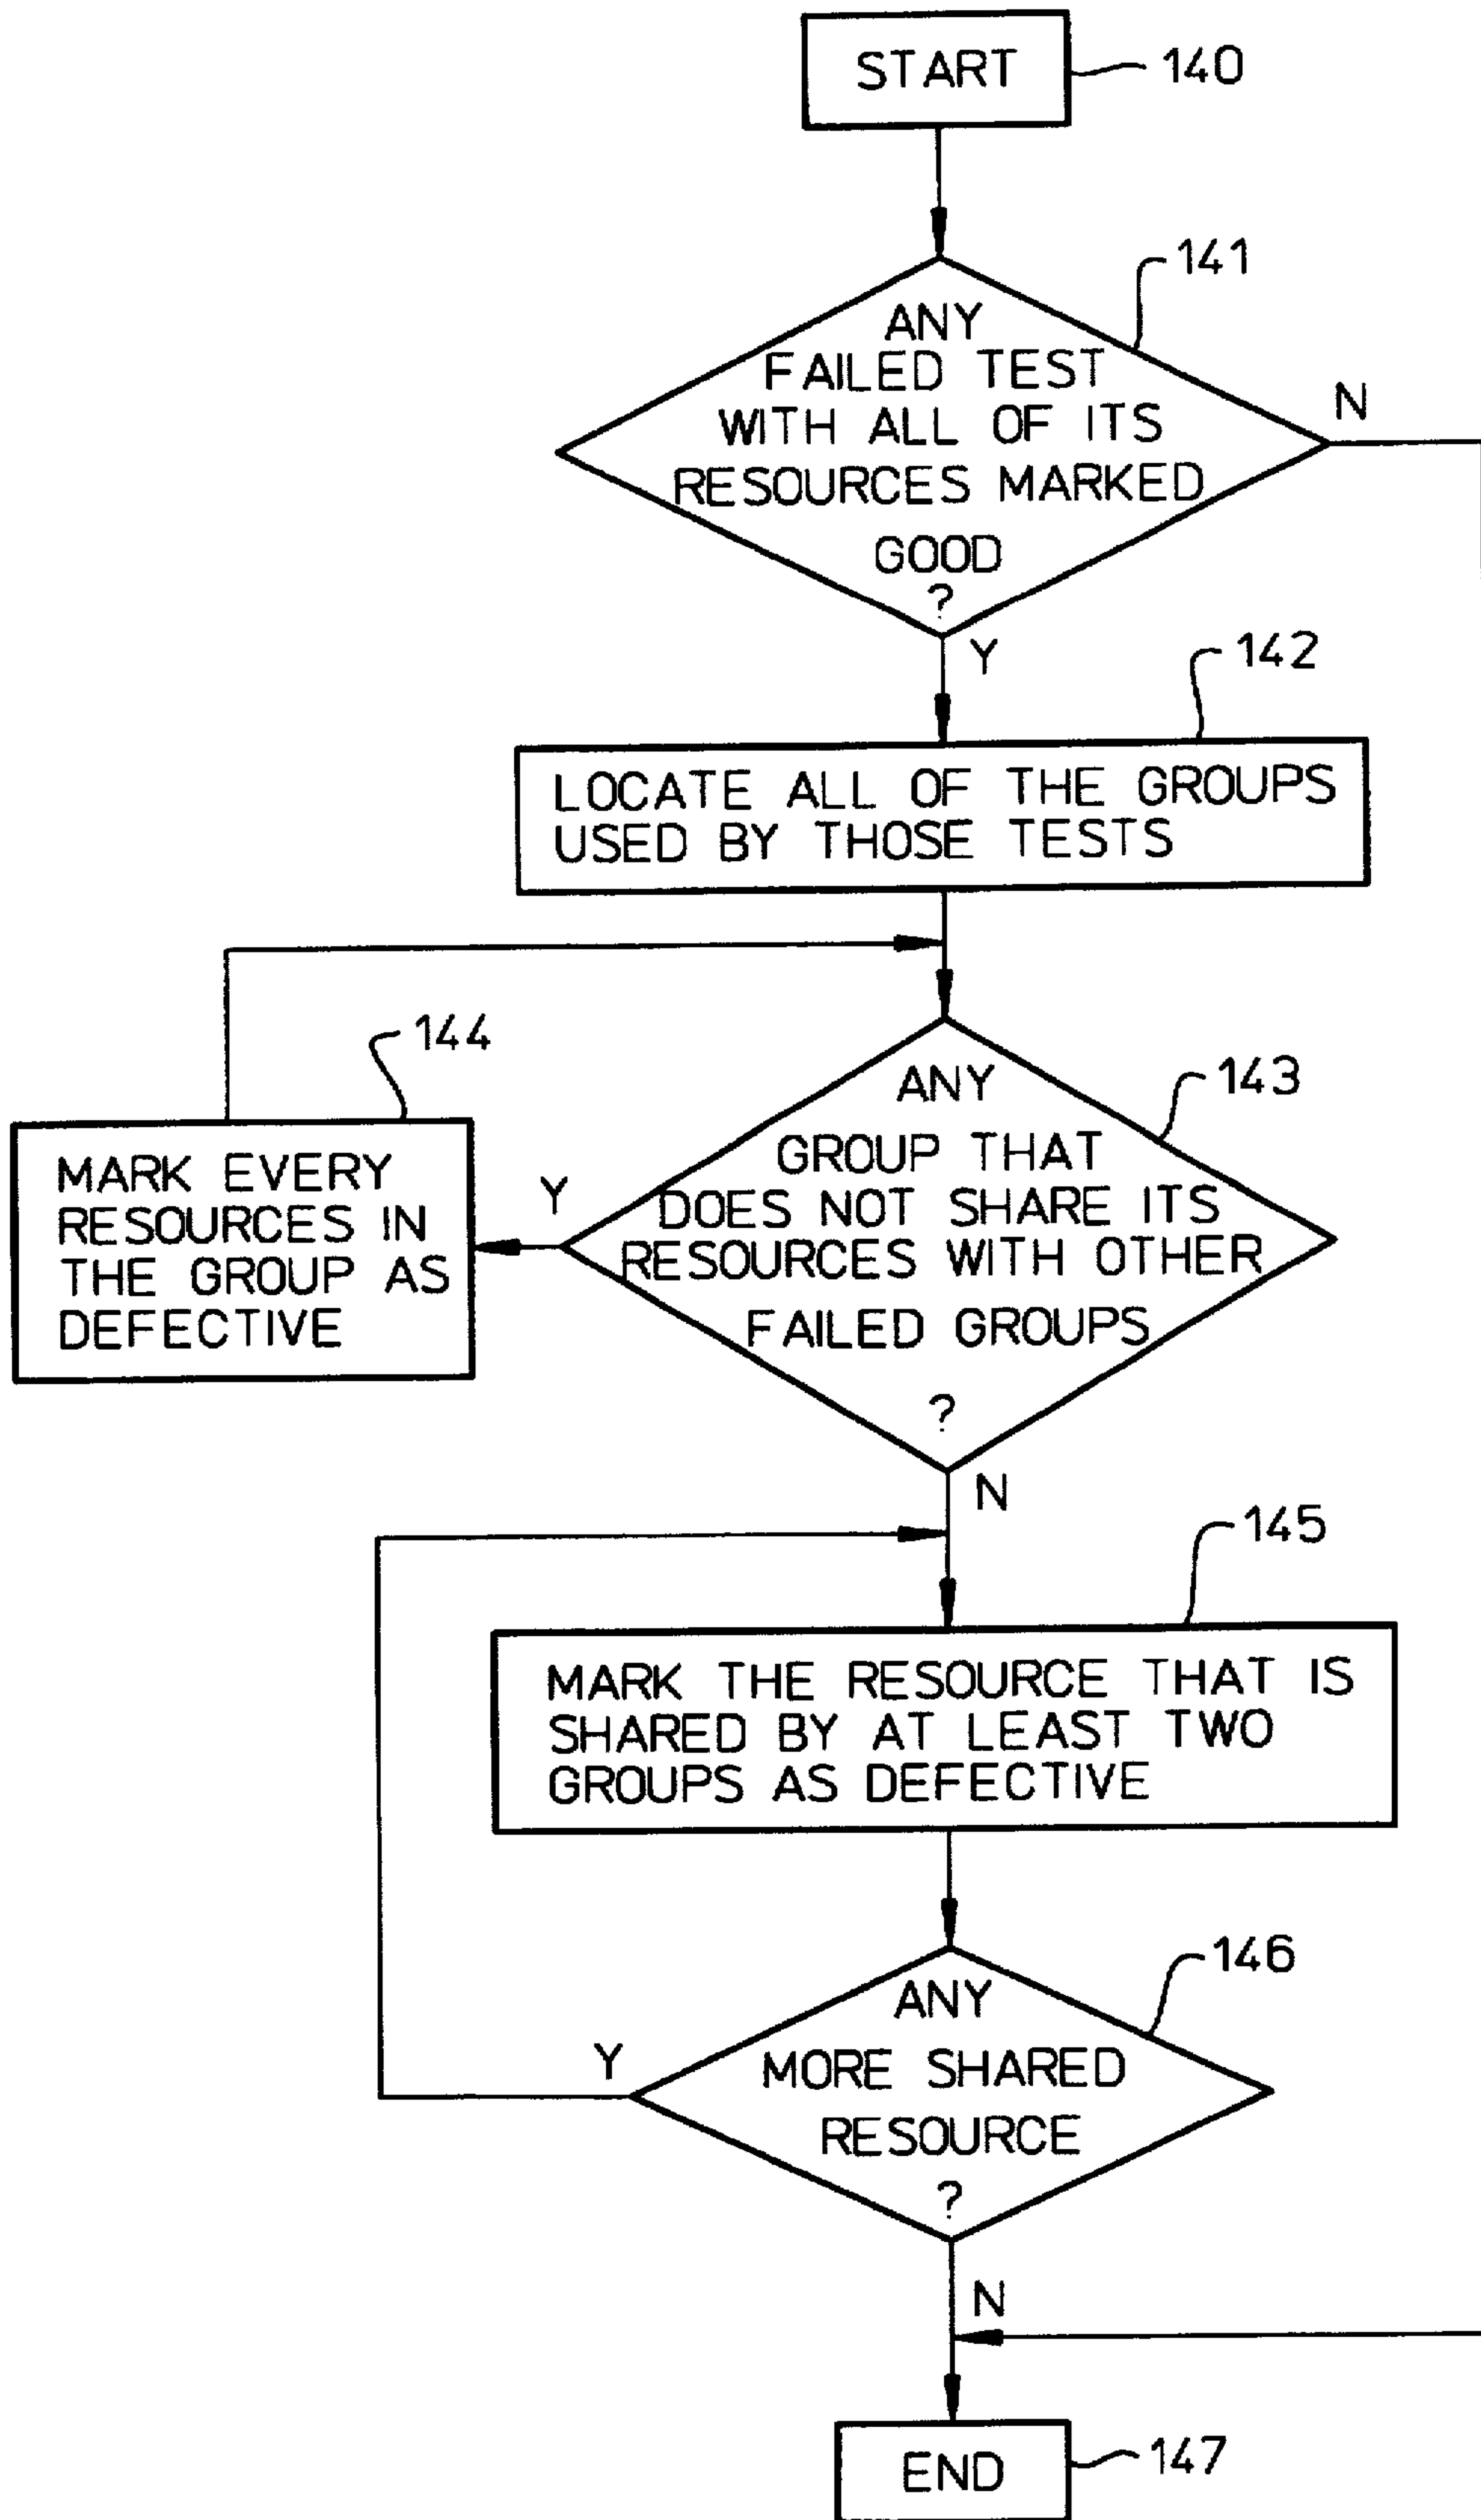 START
140
141
ANY
FAILED TEST
WITH ALL OF ITS
RESOURCES MARKED
GOOD
?
N
Y
142
LOCATE ALL OF THE GROUPS
USED BY THOSE TESTS
144
143
ANY
GROUP THAT
DOES NOT SHARE ITS
RESOURCES WITH OTHER
FAILED GROUPS
?
Y
MARK EVERY
RESOURCES IN
THE GROUP AS
DEFECTIVE
N
145
MARK THE RESOURCE THAT IS
SHARED BY AT LEAST TWO
GROUPS AS DEFECTIVE
146
ANY
MORE SHARED
RESOURCE
?
Y
N
END
147